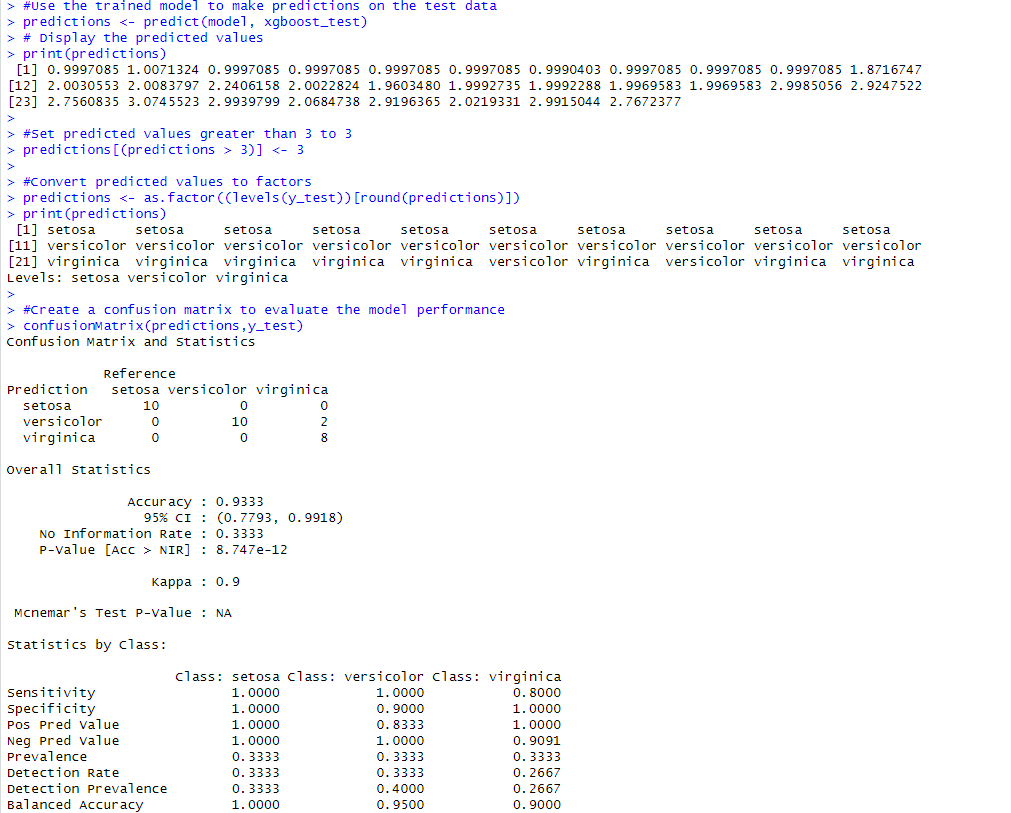 > #Use the trained model to make predictions on the test data
> predictions <- predict(model, xgboost_test)
> # Display the predicted values
> print(predictions)
[1] 0.9997085 1.0071324 0.9997085 0.9997085 0.9997085 0.9997085 0.9990403 0.9997085 0.9997085 0.9997085 1.8716747
[12] 2.0030553 2.0083797 2.2406158 2.0022824 1.9603480 1.9992735 1.9992288 1.9969583 1.9969583 2.9985056 2.9247522
[23] 2.7560835 3.0745523 2.9939799 2.0684738 2.9196365 2.0219331 2.9915044 2.7672377
>
> #Set predicted values greater than 3 to 3
> predictions[(predictions > 3)] <- 3
>
> #Convert predicted values to factors
> predictions <- as.factor((levels(y_test))[round(predictions)])
> print(predictions)
[1] setosa setosa setosa setosa setosa setosa setosa setosa setosa setosa
[11] versicolor versicolor versicolor versicolor versicolor versicolor versicolor versicolor versicolor versicolor
[21] virginica virginica virginica virginica virginica versicolor virginica versicolor virginica virginica
Levels: setosa versicolor virginica
>
> #Create a confusion matrix to evaluate the model performance
> confusionMatrix(predictions,y_test)
Confusion Matrix and Statistics
Reference
Prediction setosa versicolor virginica
setosa 10 0 0
versicolor 0 10 2
virginica 0 0 8
Overall Statistics
Accuracy : 0.9333
95% CI : (0.7793, 0.9918)
No Information Rate : 0.3333
P-Value [Acc > NIR] : 8.747e-12
Kappa : 0.9
Mcnemar's Test P-Value : NA
Statistics by Class:
Class: setosa Class: versicolor Class: virginica
Sensitivity 1.0000 1.0000 0.8000
Specificity 1.0000 0.9000 1.0000
Pos Pred Value 1.0000 0.8333 1.0000
Neg Pred Value 1.0000 1.0000 0.9091
Prevalence 0.3333 0.3333 0.3333
Detection Rate 0.3333 0.3333 0.2667
Detection Prevalence 0.3333 0.4000 0.2667
Balanced Accuracy 1.0000 0.9500 0.9000